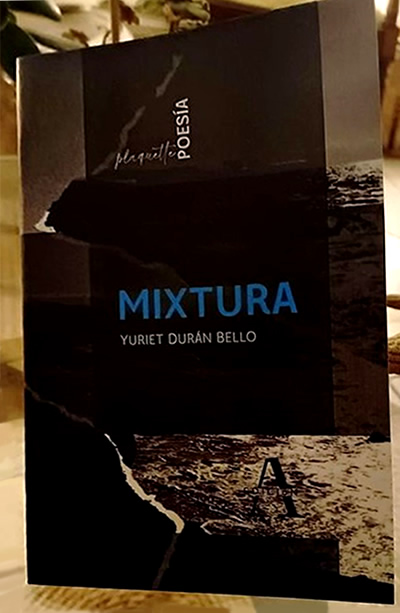 plaquette
POESÍA
MIXTURA
YURIET DURÁN BELLO
A